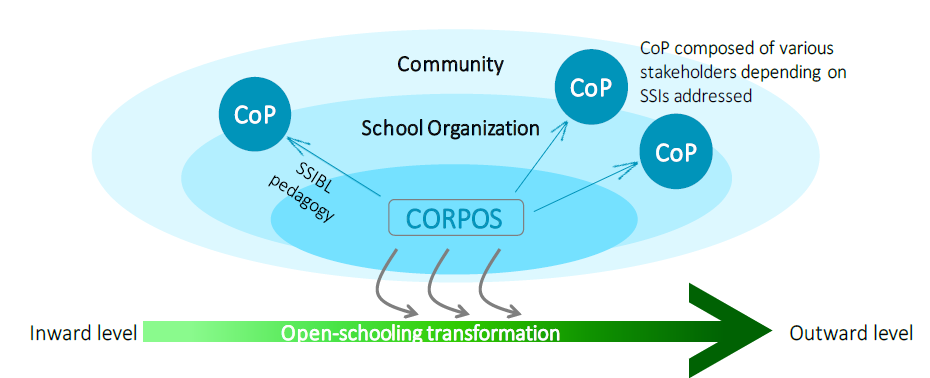 Community
CoP composed of various
stakeholders depending on
SSIs addressed
CoP
CoP
School Organization
CoP
SSIBL
pedagogy
CORPOS
Inward level
Open-schooling transformation
Outward level